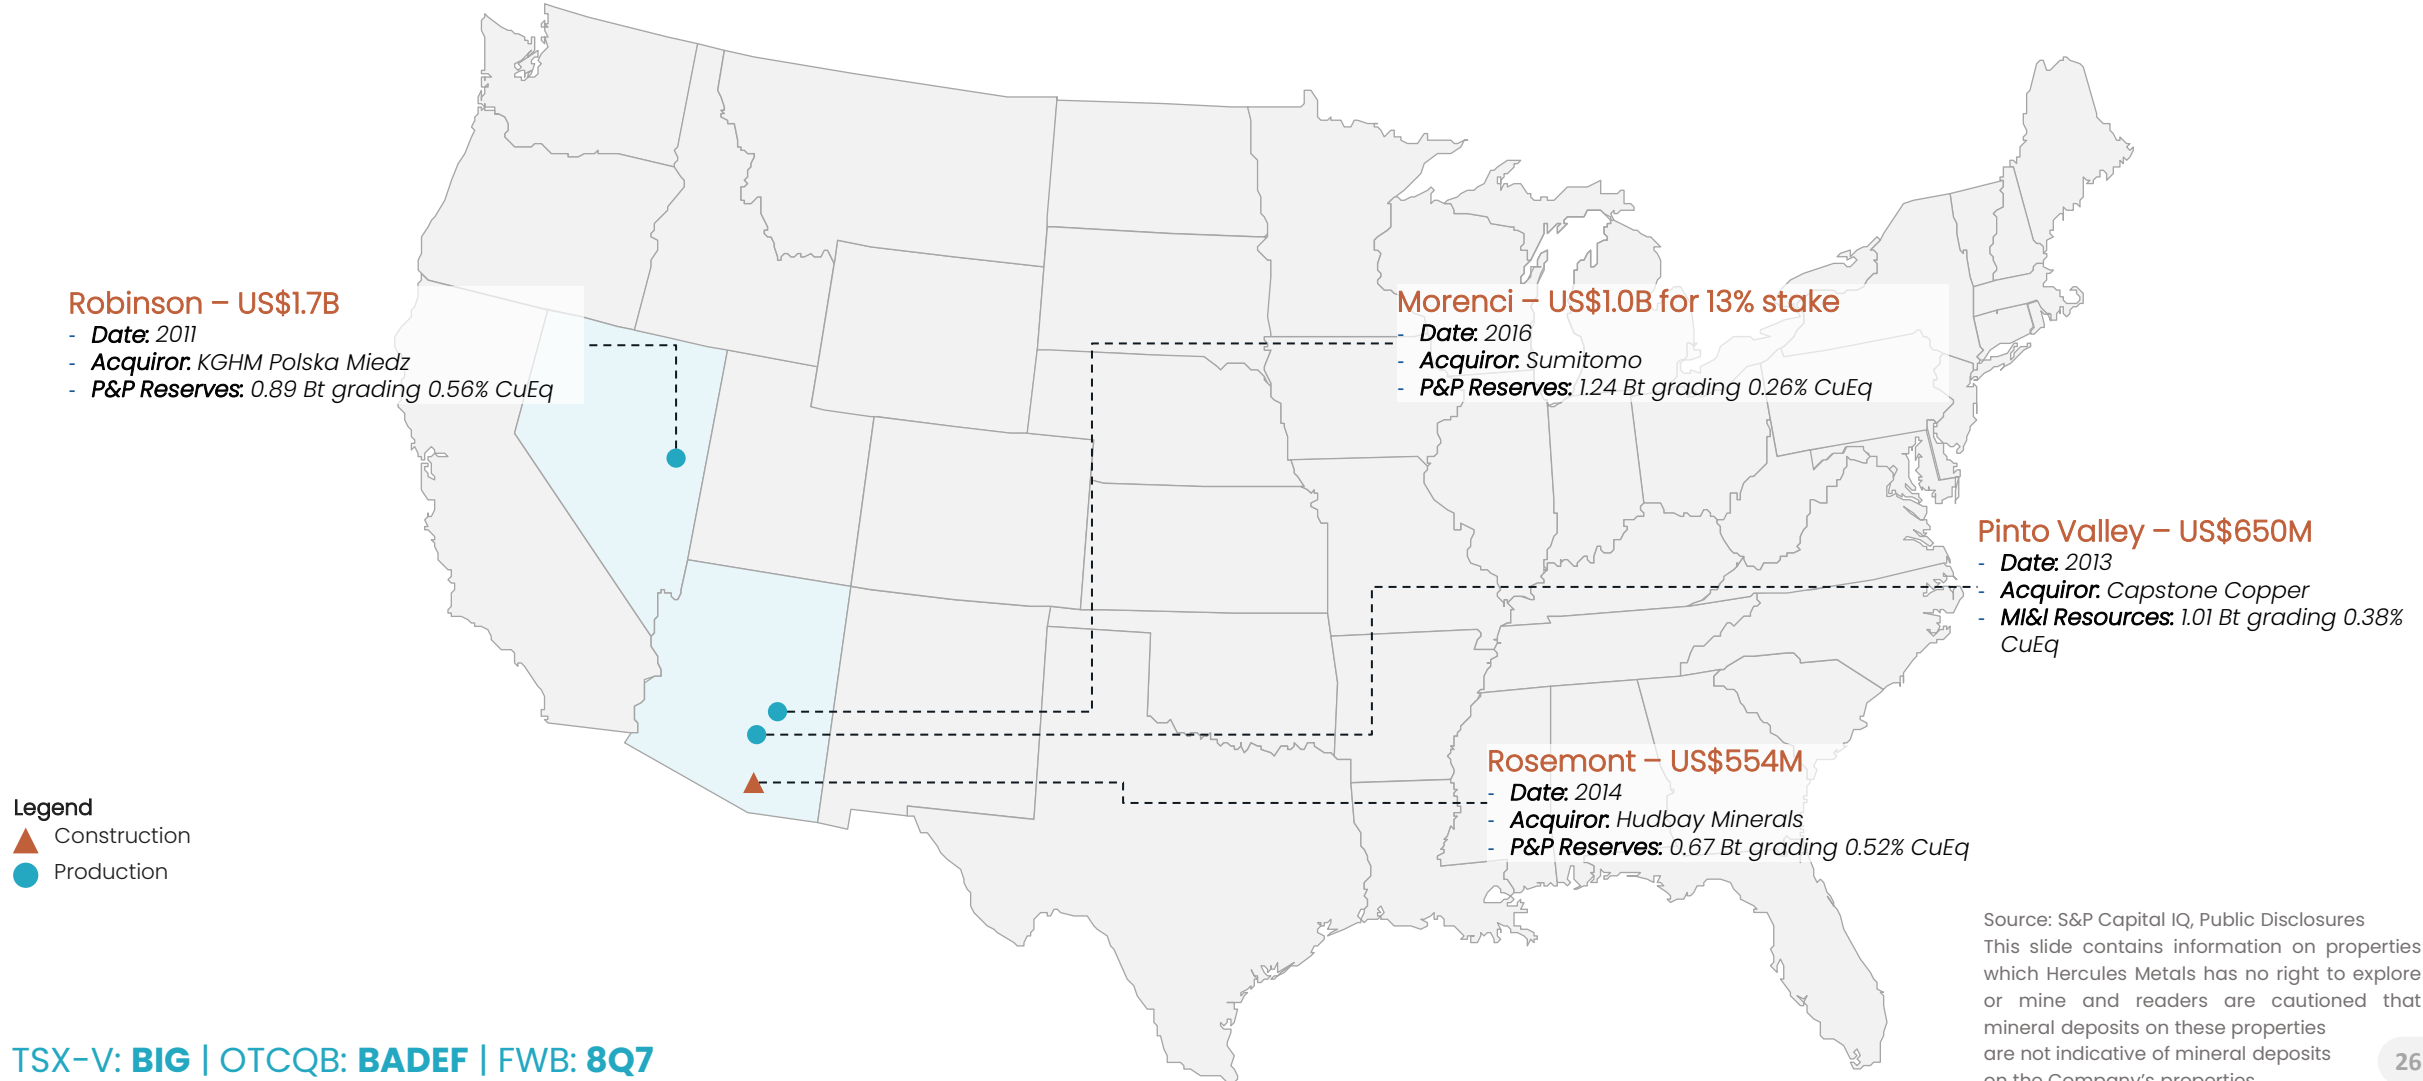 Robinson – US$1.7B
- Date: 2011
- Acquiror: KGHM Polska Miedz
- P&P Reserves: 0.89 Bt grading 0.56% CuEq
Morenci – US$1.0B for 13% stake
- Date: 2016
- Acquiror: Sumitomo
- P&P Reserves: 1.24 Bt grading 0.26% CuEq
Pinto Valley – US$650M
- Date: 2013
- Acquiror: Capstone Copper
- MI&I Resources: 1.01 Bt grading 0.38%
CuEq
Rosemont – US$554M
- Date: 2014
- Acquiror: Hudbay Minerals
- P&P Reserves: 0.67 Bt grading 0.52% CuEq
Legend
Construction
Production
Source: S&P Capital IQ, Public Disclosures
This slide contains information on properties
which Hercules Metals has no right to explore
or mine and readers are cautioned that
mineral deposits on these properties
are not indicative of mineral deposits
on the Company's properties
TSX-V: BIG | OTCQB: BADEF | FWB: 8Q7
26